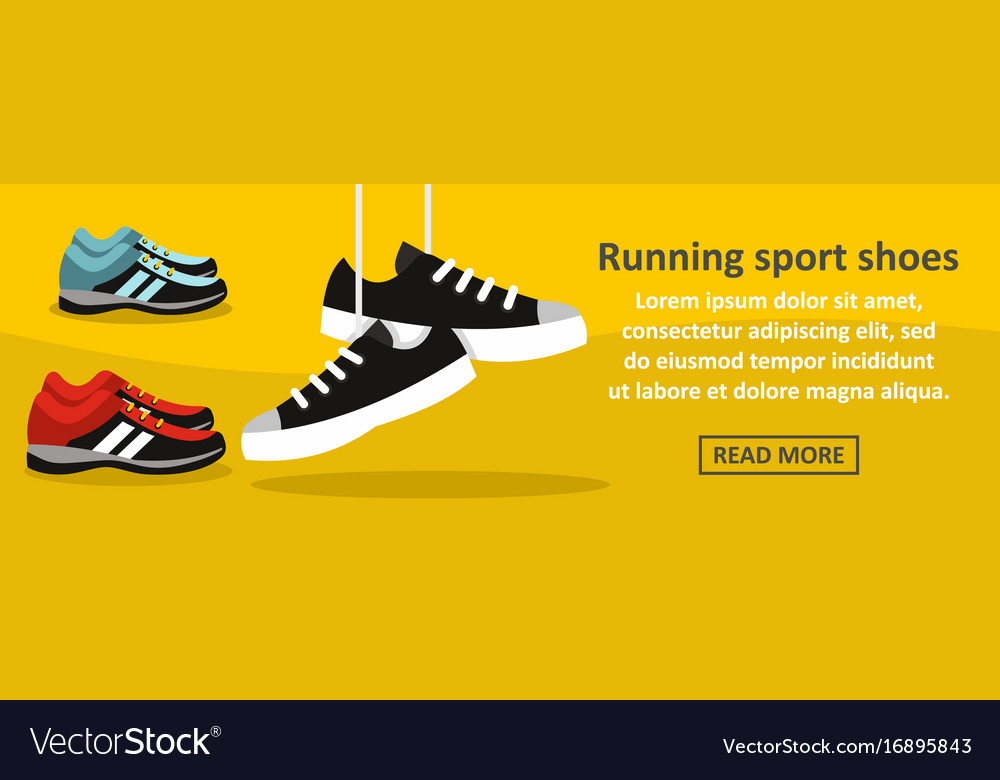 Running sport shoes
Lorem ipsum dolor sit amet,
consectetur adipiscing elit, sed
do eiusmod tempor incididunt
ut labore et dolore magna aliqua.
READ MORE
VectorStock®
VectorStock.com/16895843